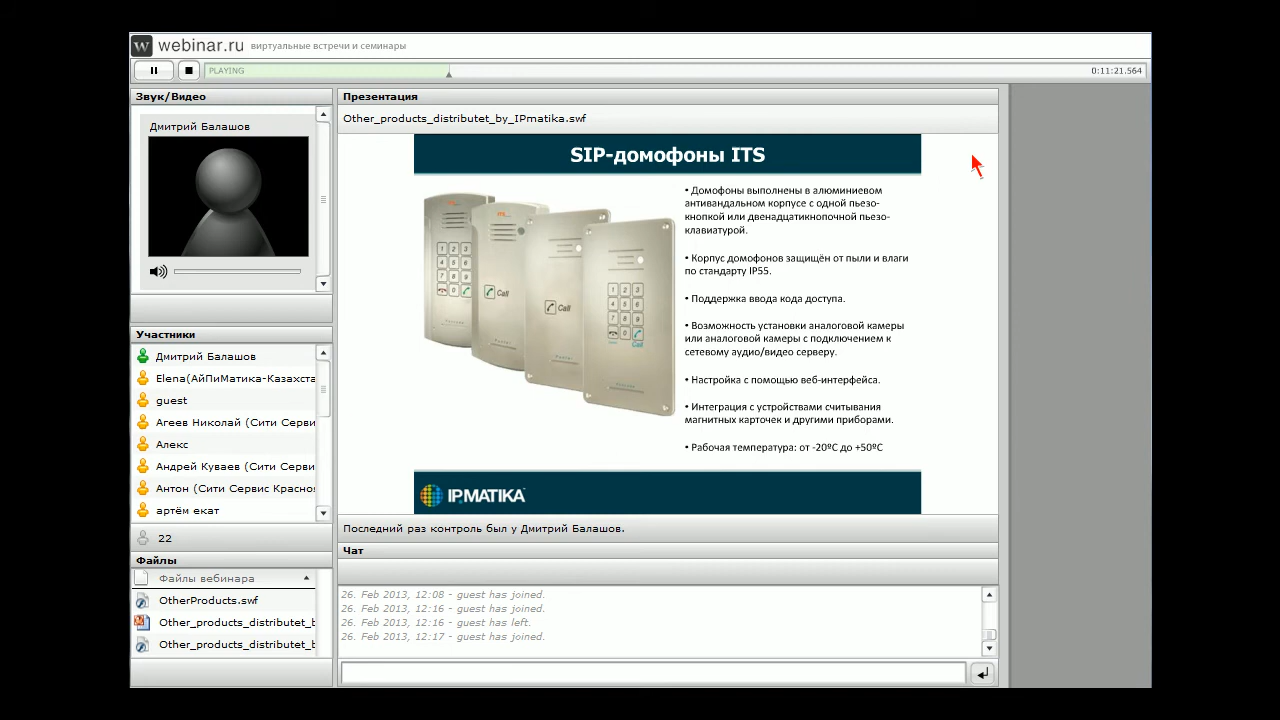 webinar.ru виртуальные встречи и семинары
PLAYING 0:11:21.564
Звук/Видео
Дмитрий Балашов
Участники
Дмитрий Балашов
Elena(АйПиМатика-Казахста
guest
Агеев Николай (Сити Серви
Алекс
Андрей Куваев (Сити Серви
Антон (Сити Сервис Красно
артём екат
22
Файлы
Файлы вебинара
OtherProducts.swf
Other_products_distributet_b
Other_products_distributet_b
Презентация
Other_products_distributet_by_IPmatika.swf
SIP-домофоны ITS
• Домофоны выполнены в алюминиевом
антивандальном корпусе с одной пьезо-
кнопкой или двенадцатикнопочной пьезо-
клавиатурой.
• Корпус домофонов защищён от пыли и влаги
по стандарту IP55.
• Поддержка ввода кода доступа.
• Возможность установки аналоговой камеры
или аналоговой камеры с подключением к
сетевому аудио/видео серверу.
• Настройка с помощью веб-интерфейса.
• Интеграция с устройствами считывания
магнитных карточек и другими приборами.
• Рабочая температура: от -20ºС до +50ºС
Call
Call
Call
IPMATIKA
Последний раз контроль был у Дмитрий Балашов.
Чат
26. Feb 2013, 12:08 - guest has joined.
26. Feb 2013, 12:16 - guest has joined.
26. Feb 2013, 12:16 - guest has left.
26. Feb 2013, 12:17 - guest has joined.